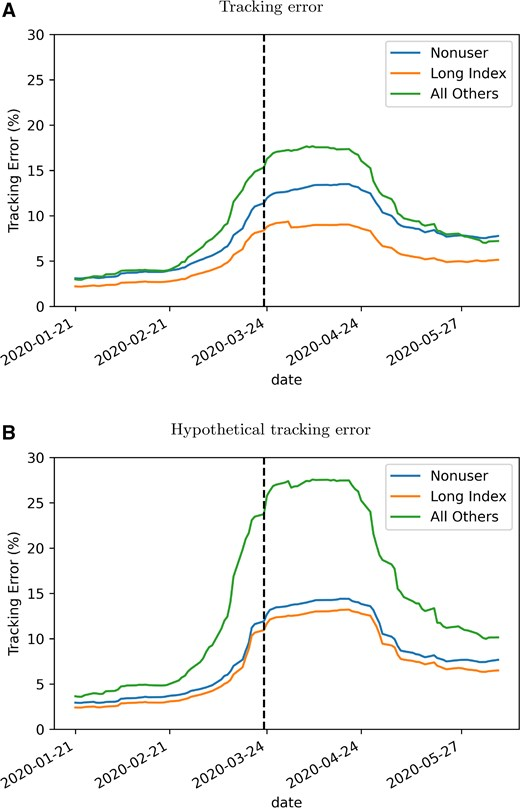 A
Tracking error
Tracking Error (%)
30
25
20
15
10
5
0
Nonuser
Long Index
All Others
2020-01-21
2020-02-21
2020-03-24
2020-04-24
2020-05-27
date
B
Hypothetical tracking error
Tracking Error (%)
30
25
20
15
10
5
0
Nonuser
Long Index
All Others
2020-01-21
2020-02-21
2020-03-24
2020-04-24
2020-05-27
date